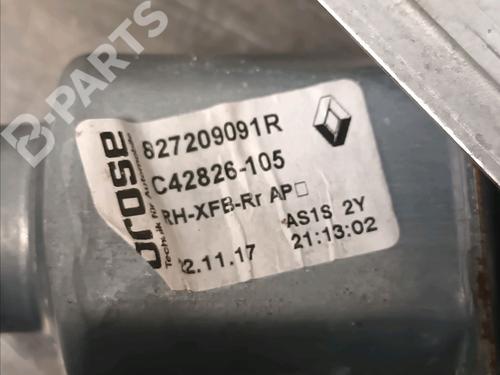 B-PARTS
brose
Technik für Automobile
827209091R
C42826-105
RH-XFB-Rr AP□
AS1S 2Y
2.11.17
21:13:02